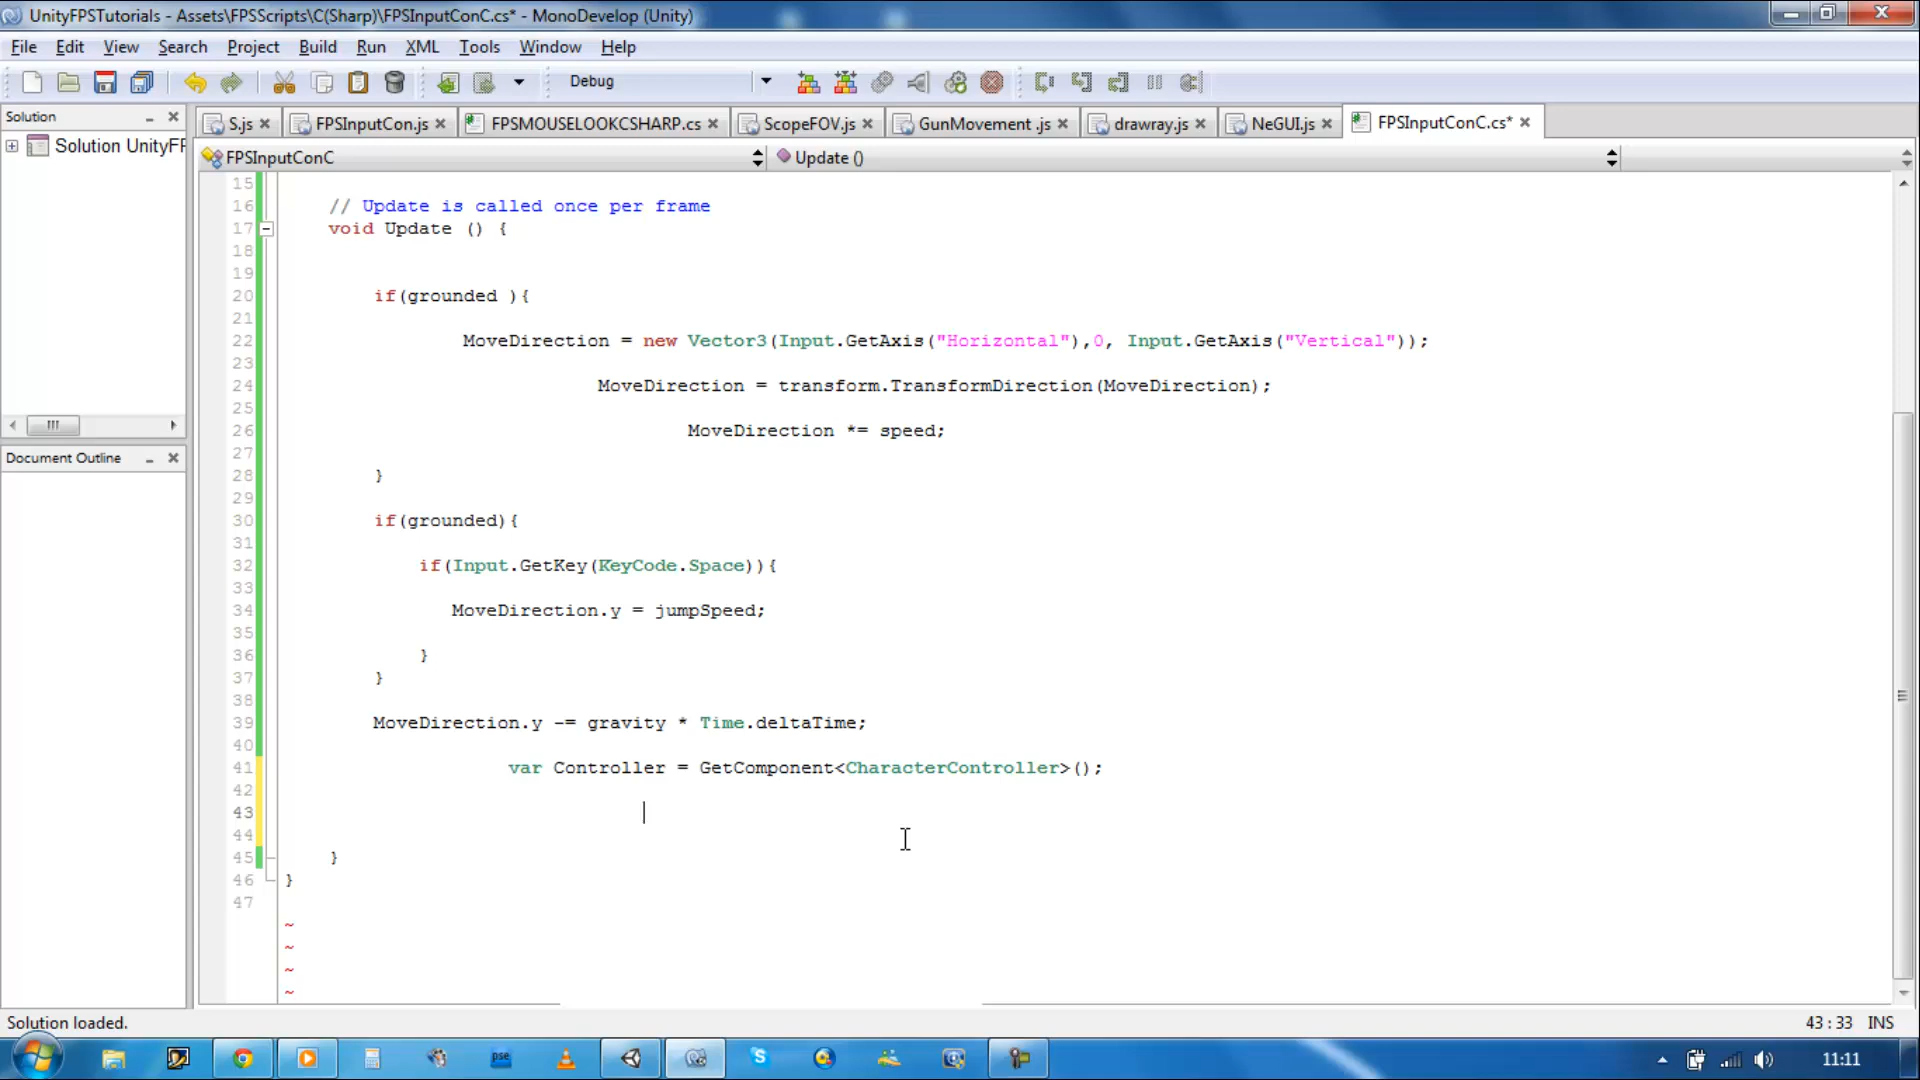 UnityFPSTutorials - Assets\FPSScripts\C(Sharp)\FPSInputConC.cs* - MonoDevelop (Unity)
File Edit View Search Project Build Run XML Tools Window Help
Debug
Solution
S.js FPSInputCon.js FPSMOUSELOOKCSHARP.cs ScopeFOV.js GunMovement .js drawray.js NeGUI.js FPSInputConC.cs*
Solution UnityFP
FPSInputConC Update ()
15
16 // Update is called once per frame
17 void Update () {
18
19
20 if(grounded ){
21
22 MoveDirection = new Vector3(Input.GetAxis("Horizontal"),0, Input.GetAxis("Vertical"));
23
24 MoveDirection = transform.TransformDirection(MoveDirection);
25
26 MoveDirection *= speed;
27
28 }
29
30 if(grounded){
31
32 if(Input.GetKey(KeyCode.Space)){
33
34 MoveDirection.y = jumpSpeed;
35
36 }
37 }
38
39 MoveDirection.y -= gravity * Time.deltaTime;
40
41 var Controller = GetComponent<CharacterController>();
42
43
44
45 }
46 }
47
~
~
~
~
Document Outline
Solution loaded.
43 : 33 INS
pse
11:11